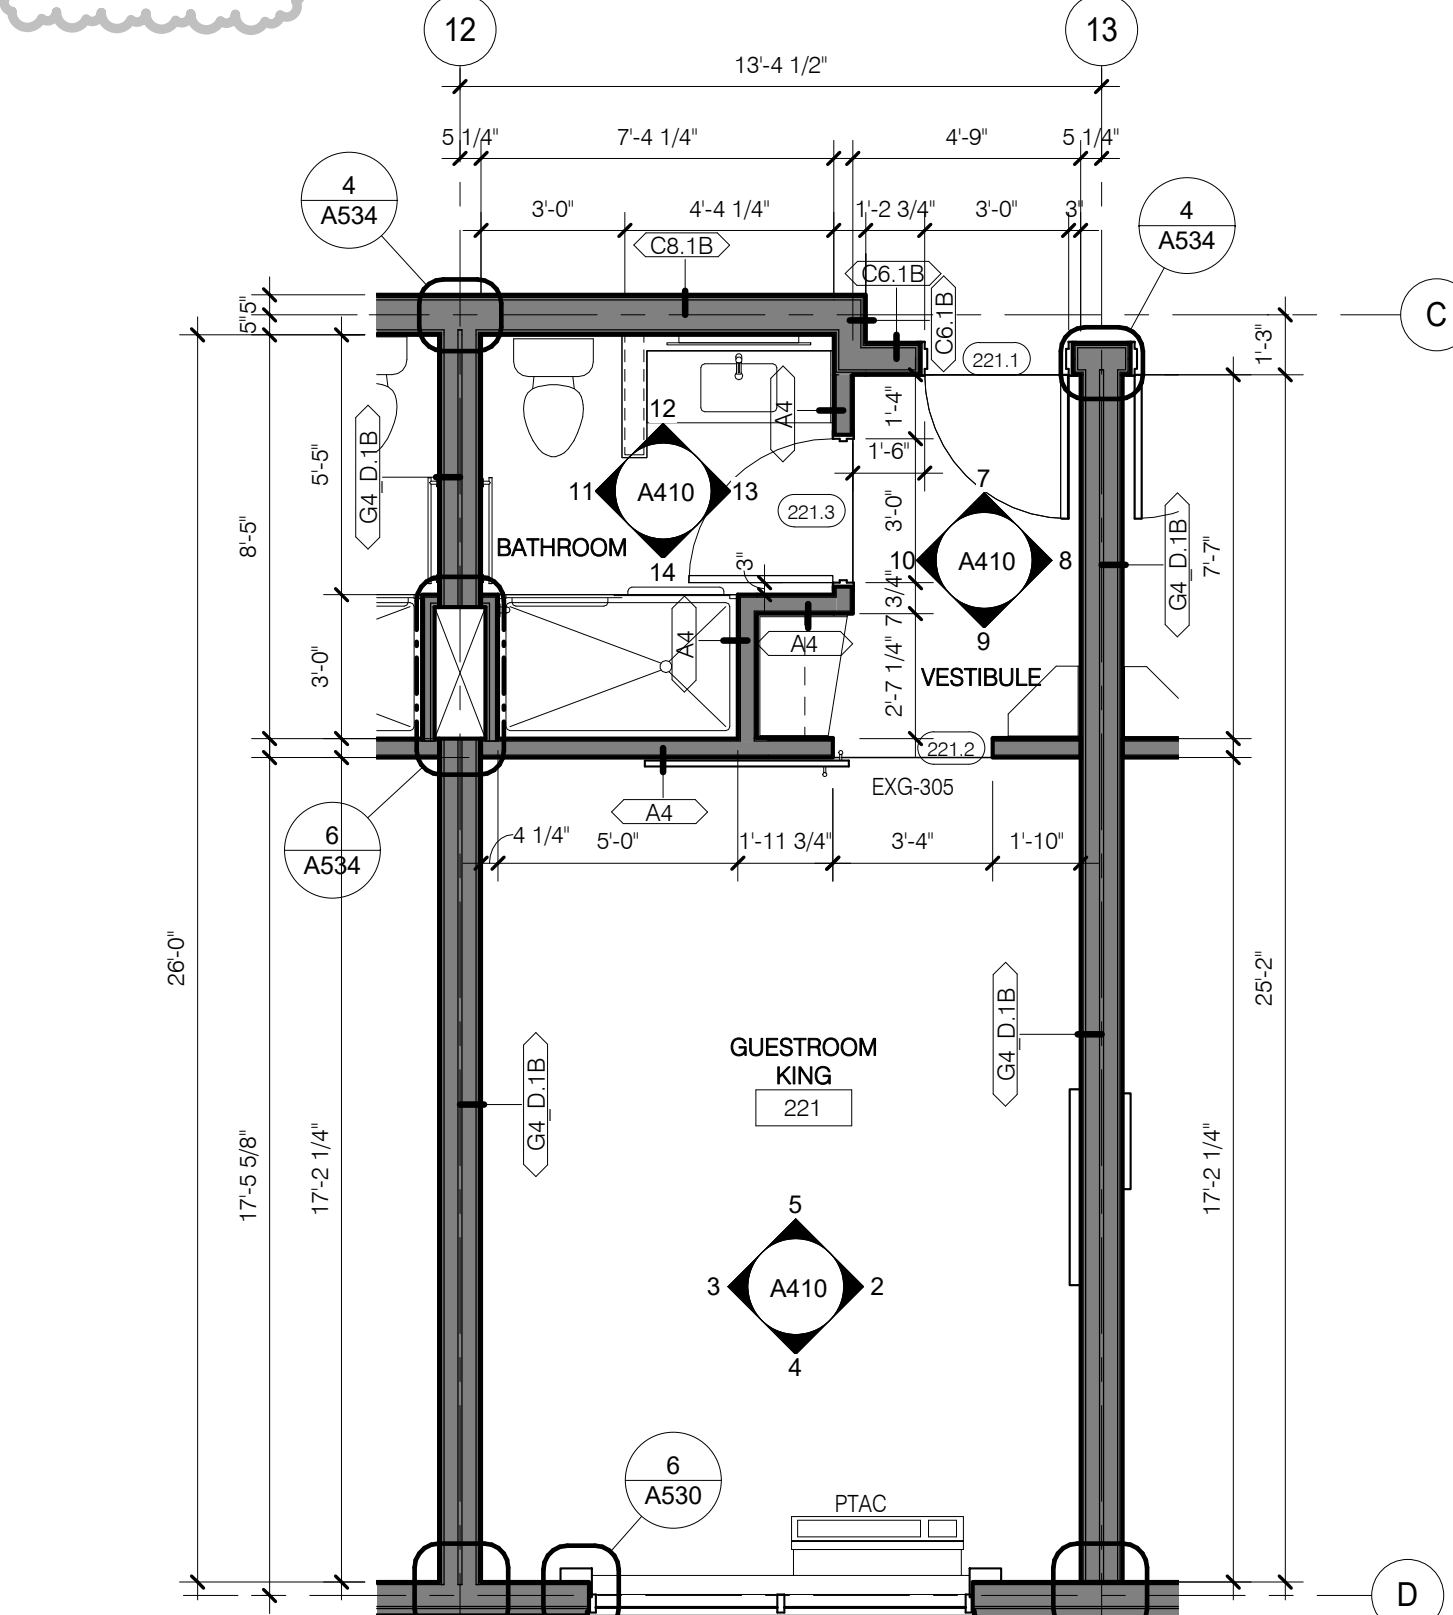 12
13
13'-4 1/2"
5 1/4"
7'-4 1/4"
4'-9"
5 1/4"
4
A534
3'-0"
4'-4 1/4"
1'-2 3/4"
3'-0"
3"
4
A534
C8.1B
C6.1B
C6.1B
5"
5"
C
1'-3"
221.1
A4
1'-4"
12
5'-5"
G4_D.1B
1'-6"
11
A410
13
7
221.3
3'-0"
8'-5"
G4_D.1B
7'-7"
BATHROOM
10
A410
8
14
3"
7 3/4"
A4
A4
9
3'-0"
2'-7 1/4"
VESTIBULE
221.2
EXG-305
A4
6
A534
4 1/4"
5'-0"
1'-11 3/4"
3'-4"
1'-10"
26'-0"
25'-2"
G4_D.1B
G4_D.1B
GUESTROOM
KING
221
17'-5 5/8"
17'-2 1/4"
17'-2 1/4"
5
3
A410
2
4
6
A530
PTAC
D